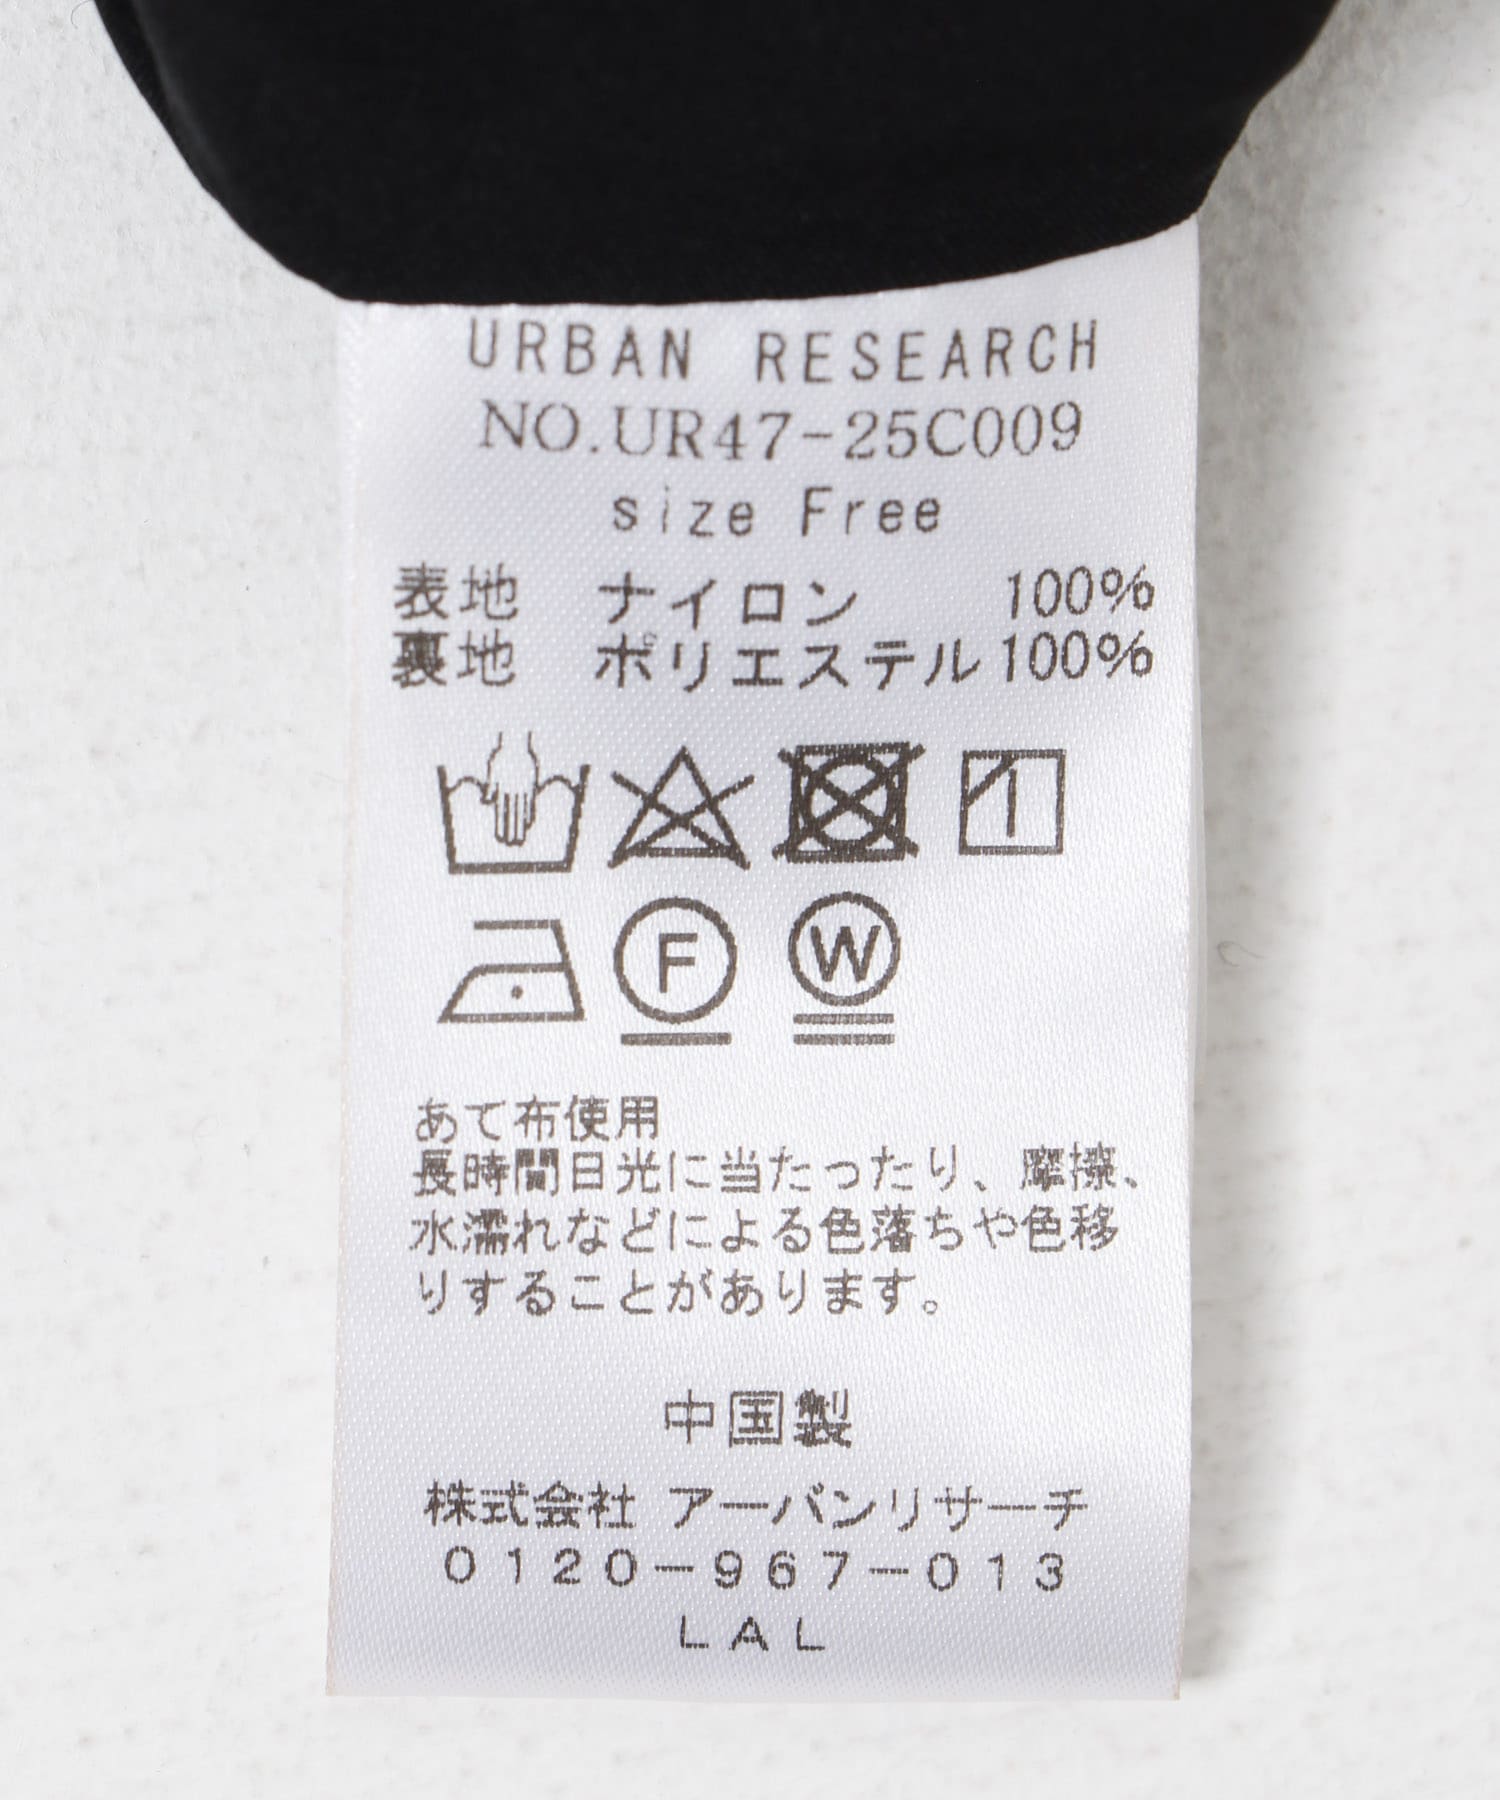 URBAN RESEARCH
NO.UR47-25C009
size Free
表地 ナイロン 100%
裏地 ポリエステル100%
F W
あて布使用
長時間日光に当たったり、摩擦、
水濡れなどによる色落ちや色移
りすることがあります。
中国製
株式会社 アーバンリサーチ
0120-967-013
LAL